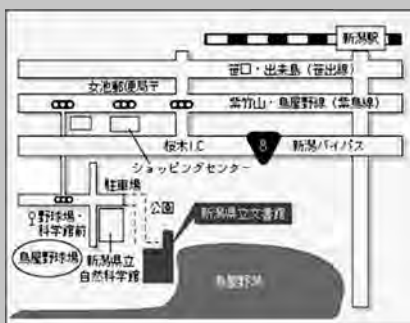 新潟駅
笹口・出来島(笹出線)
女池郵便局〒
紫竹山・鳥屋野線(紫鳥線)
桜木I.C
8
新潟バイパス
ショッピングセンター
駐車場
公園
新潟県立文書館
野球場・
科学館前
鳥屋野球場
新潟県立
自然科学館
鳥屋野潟